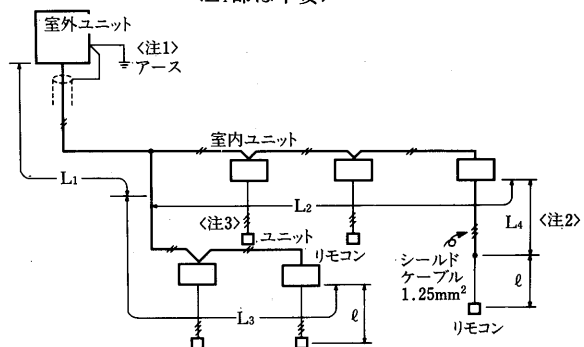 室外ユニット
〈注1〉
アース
室内ユニット
L1
L2
L4
〈注2〉
〈注3〉
ユニット
リモコン
シールド
ケーブル
1.25mm²
ℓ
リモコン
L3
ℓ